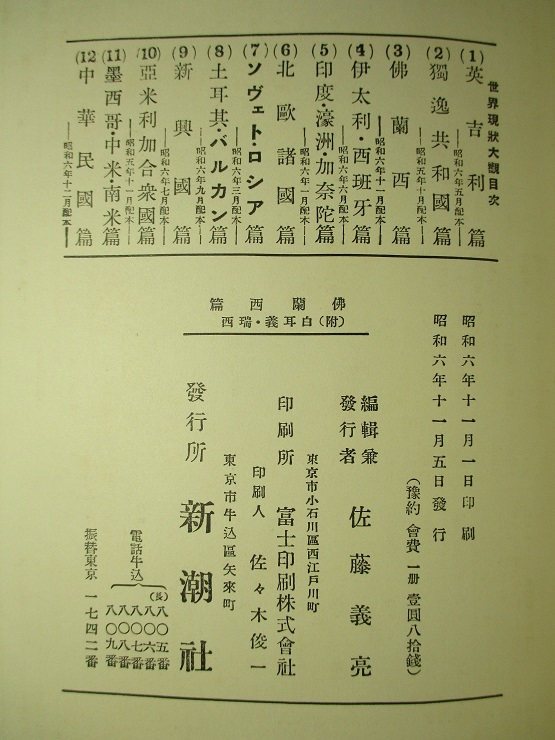 世界現狀大觀目次
(1)英吉利篇
━昭和六年五月配本━
(2)獨逸共和國篇
━昭和五年十月配本━
(3)佛蘭西篇
━昭和六年十一月配本━
(4)伊太利・西班牙篇
━昭和六年六月配本━
(5)印度・濠洲・加奈陀篇
(6)北歐諸國篇
(7)ソヴェト・ロシア篇
━昭和六年三月配本━
(8)土耳其・バルカン篇
━昭和六年九月配本━
(9)新興國篇
━昭和六年七月配本━
(10)亞米利加合衆國篇
━昭和五年十一月配本━
(11)墨西哥・中米南米篇
(12)中華民國篇
━昭和六年十二月配本━
佛蘭西篇
(附)白耳義・瑞西
昭和六年十一月一日印刷
昭和六年十一月五日發行
(豫約會費一册壹圓八拾錢)
編輯兼發行者 佐藤義亮
東京市小石川區西江戸川町
印刷所 富士印刷株式會社
印刷人 佐々木俊一
東京市牛込區矢來町
發行所 新潮社
電話牛込
(長)八〇五番
八〇六番
八〇七番
八〇八番
八〇九番
振替東京一七四二番